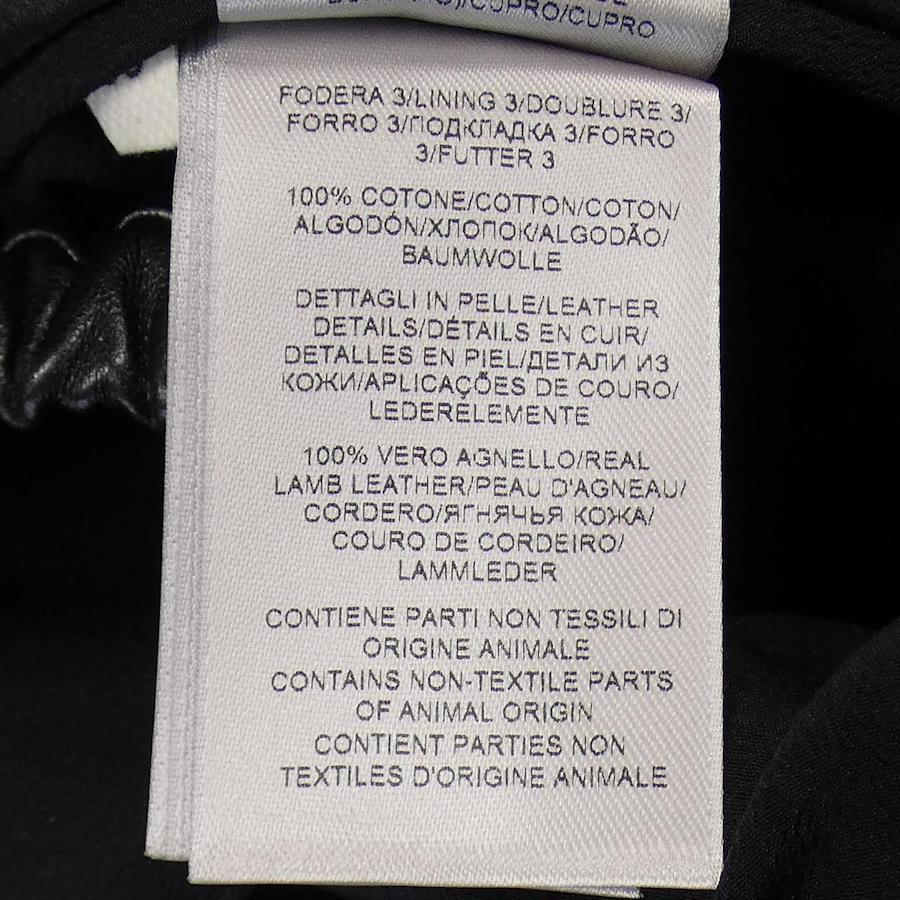 /CUPRO/CUPRO
FODERA 3/LINING 3/DOUBLURE 3/
FORRO 3/ПОДКЛАДКА 3/FORRO
3/FUTTER 3
100% COTONE/COTTON/COTON/
ALGODÓN/ХЛОПОК/ALGODÃO/
BAUMWOLLE
DETTAGLI IN PELLE/LEATHER
DETAILS/DÉTAILS EN CUIR/
DETALLES EN PIEL/ДЕТАЛИ ИЗ
КОЖИ/APLICAÇÕES DE COURO/
LEDERELEMENTE
100% VERO AGNELLO/REAL
LAMB LEATHER/PEAU D'AGNEAU/
CORDERO/ЯГНЯЧЬЯ КОЖА/
COURO DE CORDEIRO/
LAMMLEDER
CONTIENE PARTI NON TESSILI DI
ORIGINE ANIMALE
CONTAINS NON-TEXTILE PARTS
OF ANIMAL ORIGIN
CONTIENT PARTIES NON
TEXTILES D'ORIGINE ANIMALE